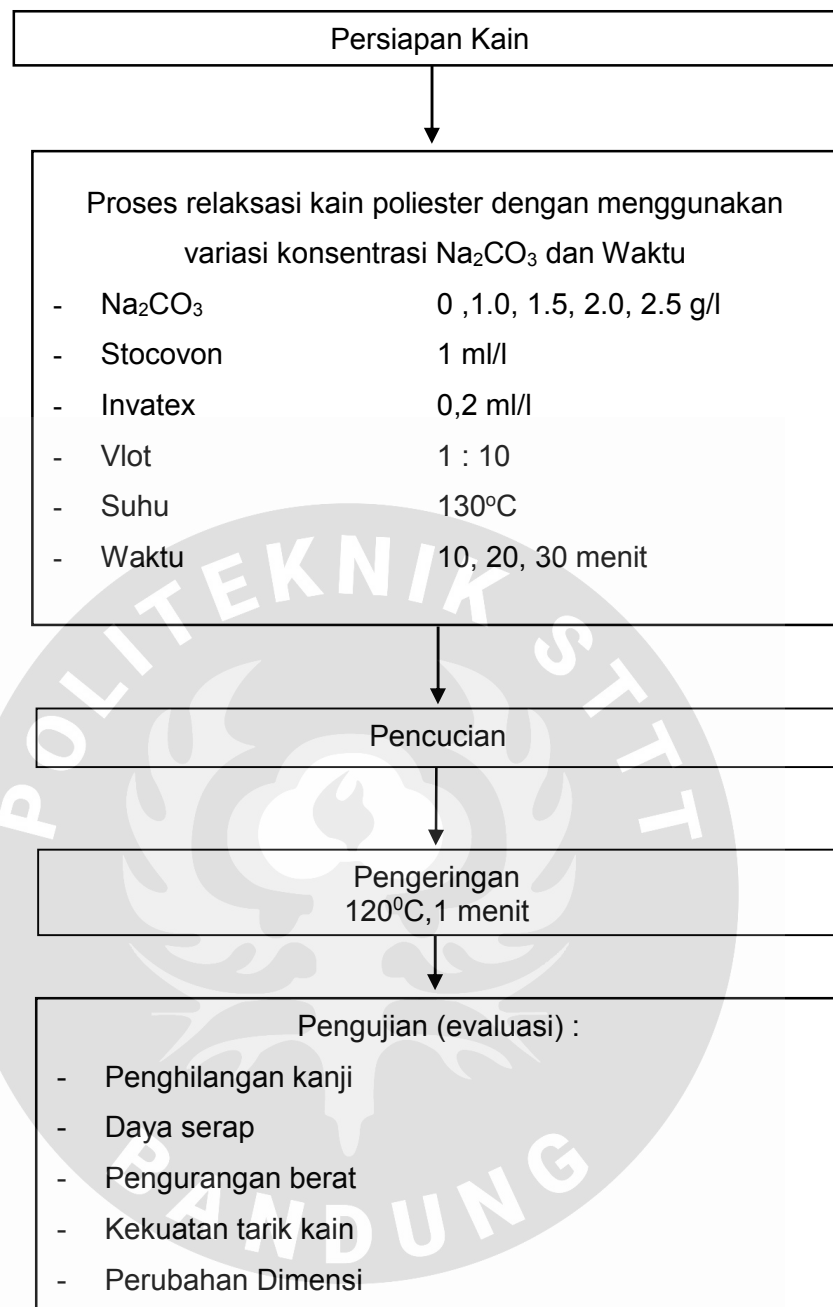 Persiapan Kain
Proses relaksasi kain poliester dengan menggunakan
variasi konsentrasi Na₂CO₃ dan Waktu
- Na₂CO₃ 0 ,1.0, 1.5, 2.0, 2.5 g/l
- Stocovon 1 ml/l
- Invatex 0,2 ml/l
- Vlot 1 : 10
- Suhu 130ºC
- Waktu 10, 20, 30 menit
POLITEKNIK STTT
Pencucian
Pengeringan
120⁰C,1 menit
Pengujian (evaluasi) :
- Penghilangan kanji
- Daya serap
- Pengurangan berat
- Kekuatan tarik kain
- Perubahan Dimensi
BANDUNG